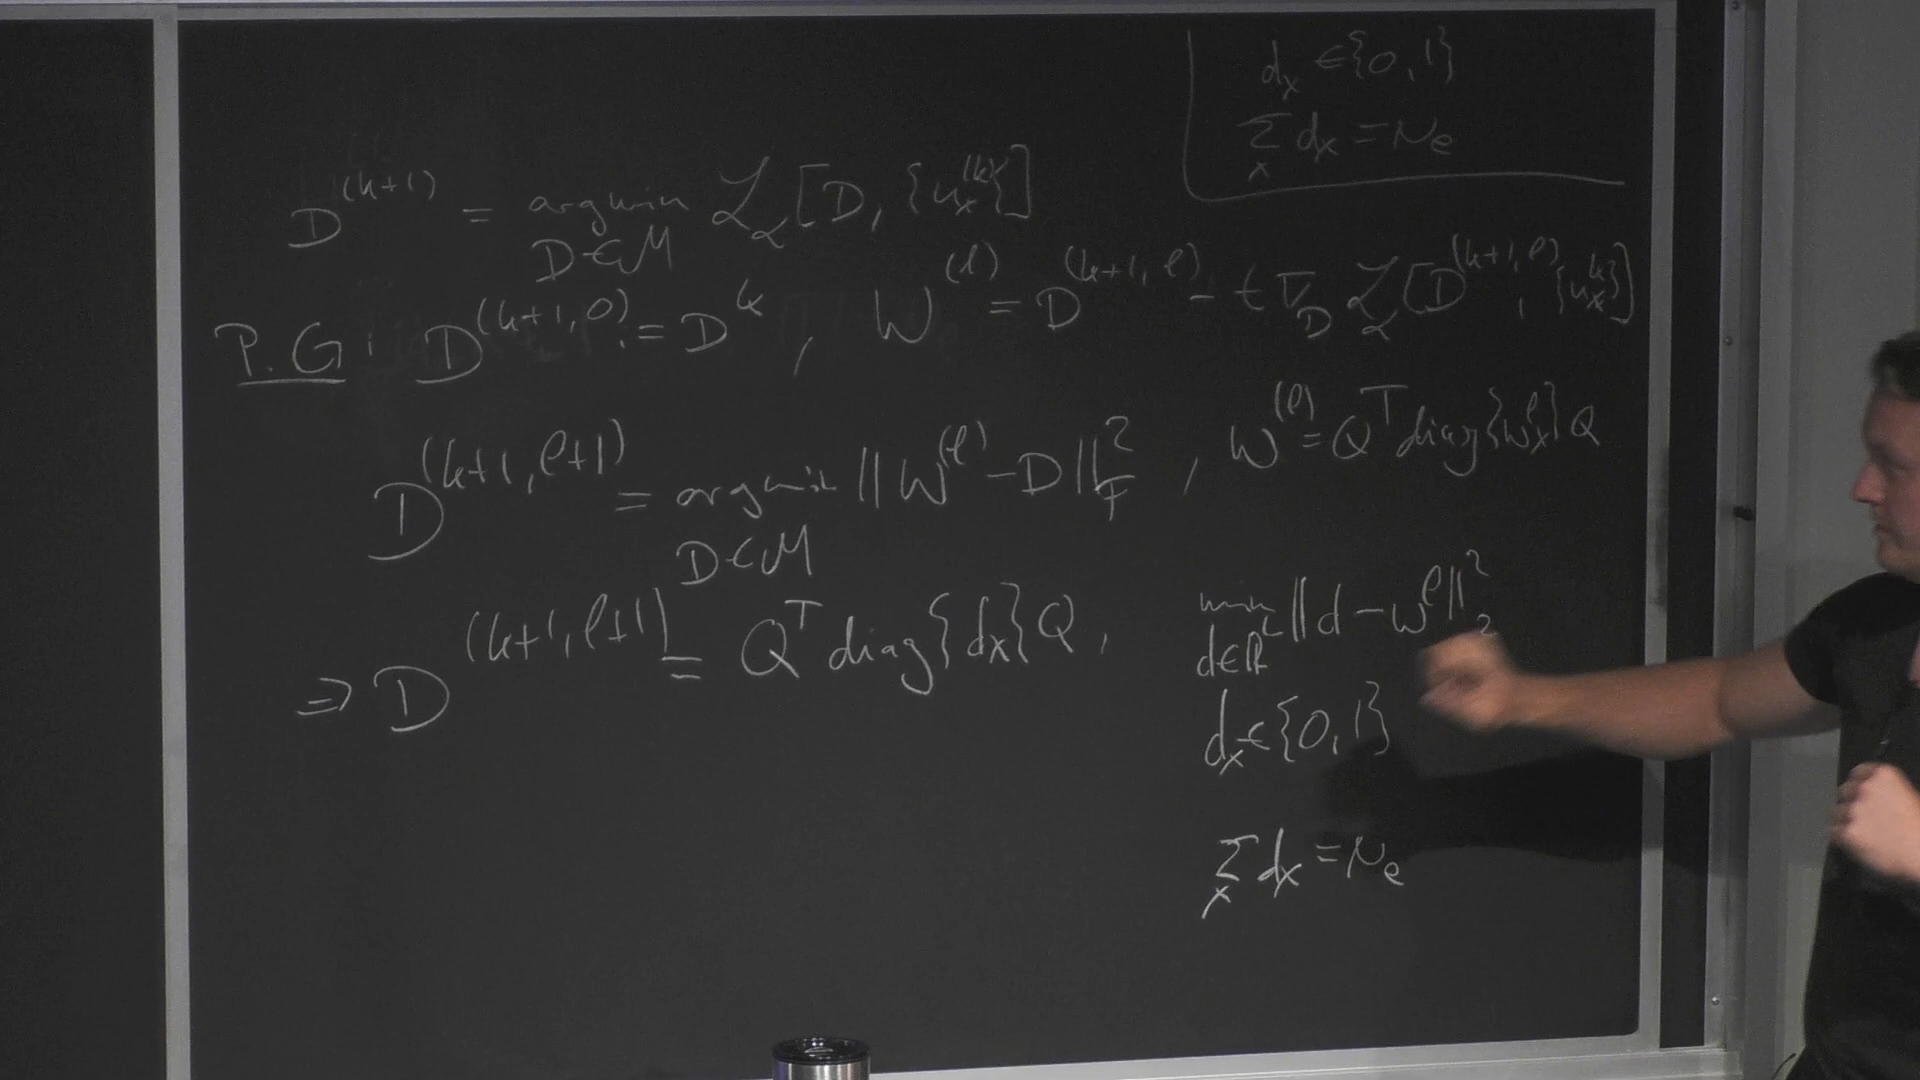 d_x ∈ {0, 1}
Σ_x d_x = N_e
D^(k+1) = argmin_{D∈M} ℒ_α [D, {u_x^(k)}]
P.G: D^(k+1, 0) := D^k , W^(ℓ) = D^(k+1, ℓ) - t ∇_D ℒ_α [D^(k+1, ℓ), {u_x^k}]
D^(k+1, ℓ+1) = argmin_{D∈M} ||W^(ℓ) - D||_F^2 , W^(ℓ) = Q^T diag{w_x^ℓ} Q
⇒ D^(k+1, ℓ+1) = Q^T diag{d_x} Q , min_{d∈ℝ^L} ||d - w^ℓ||_2^2
d_x ∈ {0, 1}
Σ_x d_x = N_e